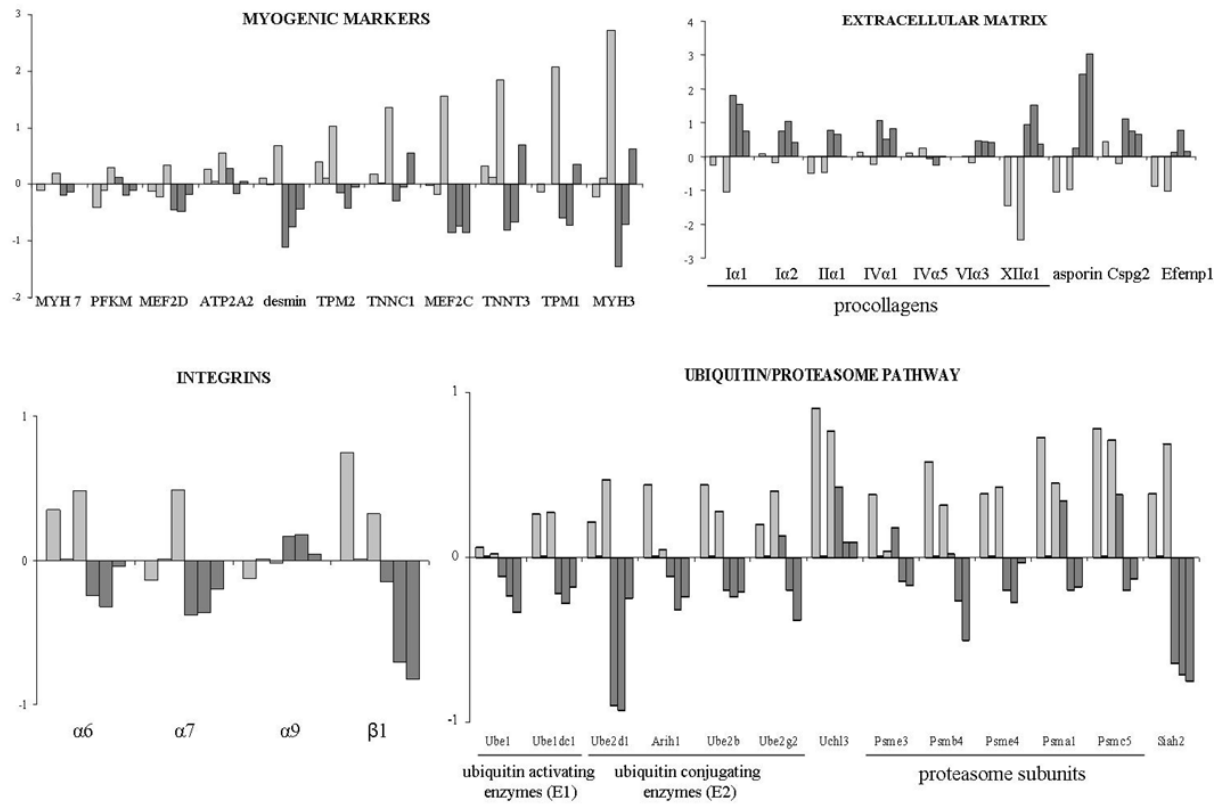 MYOGENIC MARKERS
3
2
1
0
-1
-2
MYH 7 PFKM MEF2D ATP2A2 desmin TPM2 TNNC1 MEF2C TNNT3 TPM1 MYH3
EXTRACELLULAR MATRIX
4
3
2
1
0
-1
-2
-3
Iα1 Iα2 IIα1 IVα1 IVα5 VIα3 XIIα1 asporin Cspg2 Efemp1
procollagens
INTEGRINS
1
0
-1
α6 α7 α9 β1
UBIQUITIN/PROTEASOME PATHWAY
1
0
-1
Ube1 Ube1dc1 Ube2d1 Arih1 Ube2b Ube2g2 Uchl3 Psme3 Psmb4 Psme4 Psma1 Psmc5 Siah2
ubiquitin activating enzymes (E1)
ubiquitin conjugating enzymes (E2)
proteasome subunits